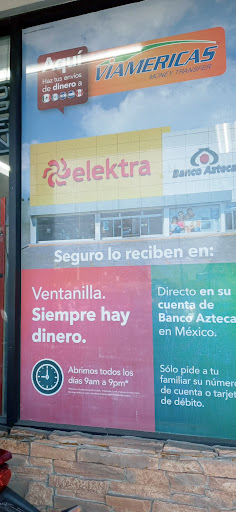 Aquí
Haz tus envíos
de dinero a
VIAMERICAS
MONEY TRANSFER
elektra
Banco Azteca
Seguro lo reciben en:
Ventanilla.
Siempre hay
dinero.
Abrimos todos los
días 9am a 9pm*
Directo en su
cuenta de
Banco Azteca
en México.
Sólo pide a tu
familiar su número
de cuenta o tarjet
de débito.